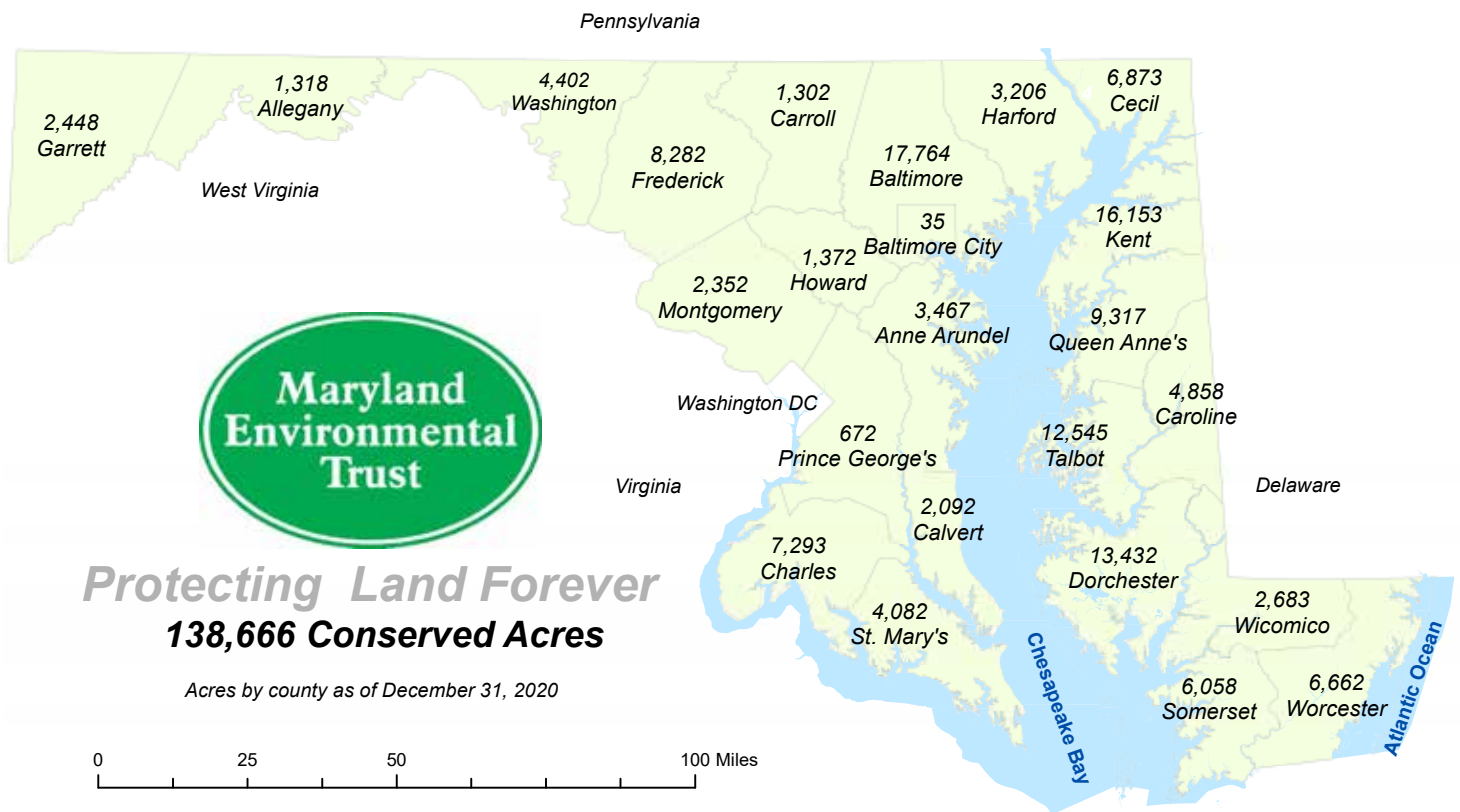 Pennsylvania
2,448
Garrett
1,318
Allegany
4,402
Washington
8,282
Frederick
1,302
Carroll
17,764
Baltimore
3,206
Harford
6,873
Cecil
West Virginia
35
Baltimore City
16,153
Kent
1,372
Howard
2,352
Montgomery
3,467
Anne Arundel
9,317
Queen Anne's
4,858
Caroline
Washington DC
672
Prince George's
12,545
Talbot
Virginia
Delaware
2,092
Calvert
7,293
Charles
13,432
Dorchester
4,082
St. Mary's
2,683
Wicomico
6,058
Somerset
6,662
Worcester
Chesapeake Bay
Atlantic Ocean
Maryland
Environmental
Trust
Protecting Land Forever
138,666 Conserved Acres
Acres by county as of December 31, 2020
0 25 50 100 Miles